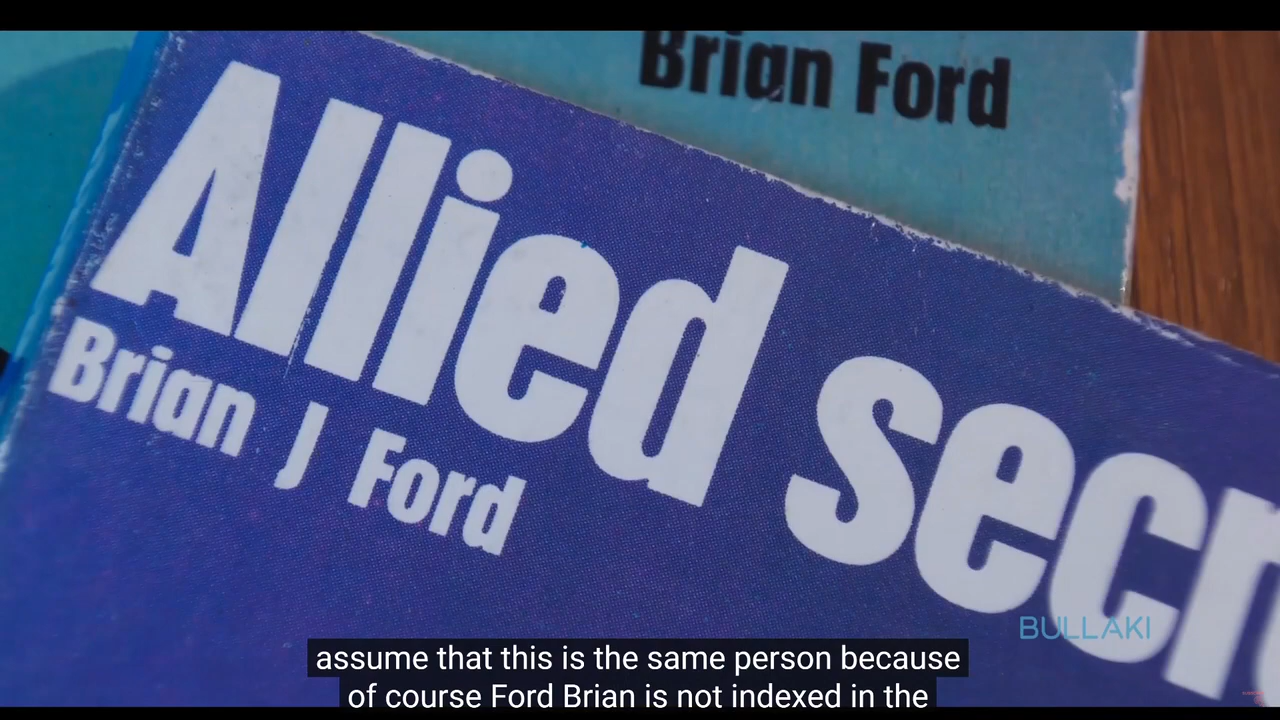 Brian Ford
Allied secr
Brian J Ford
BULLAKI
assume that this is the same person because
of course Ford Brian is not indexed in the